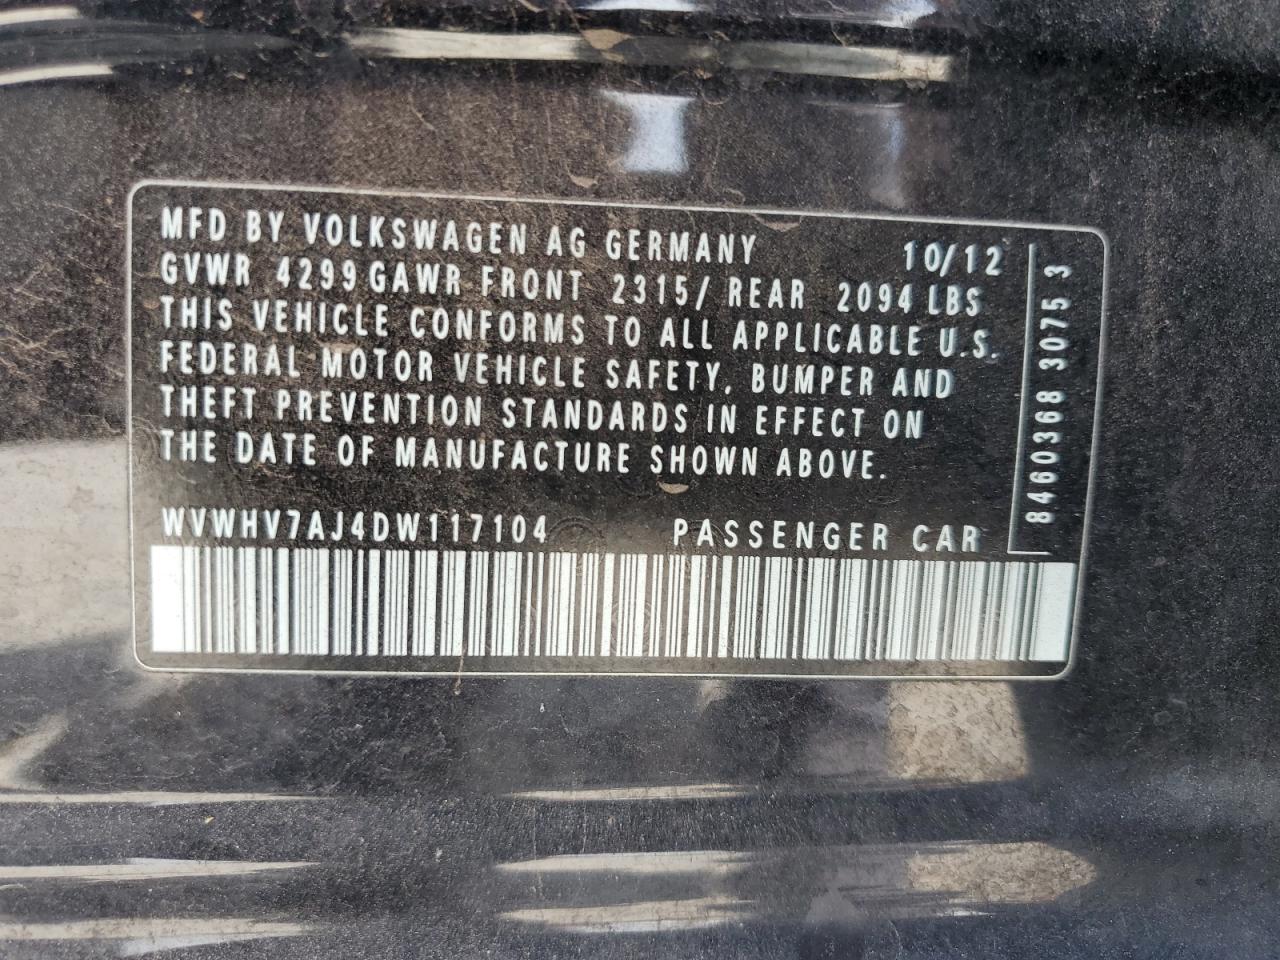 MFD BY VOLKSWAGEN AG GERMANY 10/12
GVWR 4299 GAWR FRONT 2315/ REAR 2094 LBS
THIS VEHICLE CONFORMS TO ALL APPLICABLE U.S.
FEDERAL MOTOR VEHICLE SAFETY, BUMPER AND
THEFT PREVENTION STANDARDS IN EFFECT ON
THE DATE OF MANUFACTURE SHOWN ABOVE.
WVWHV7AJ4DW117104 PASSENGER CAR
8460368 3075 3